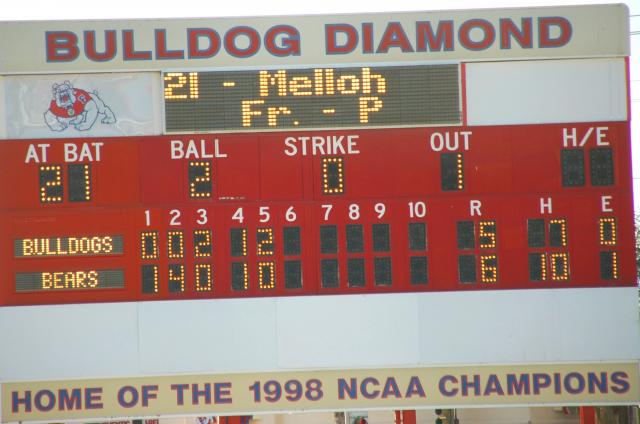 BULLDOG DIAMOND
21 - Melloh
Fr. - P
AT BAT BALL STRIKE OUT H/E
21 2 0 1
1 2 3 4 5 6 7 8 9 10 R H E
BULLDOGS 0 0 2 1 2 5 7 0
BEARS 1 4 0 1 0 6 10 1
HOME OF THE 1998 NCAA CHAMPIONS